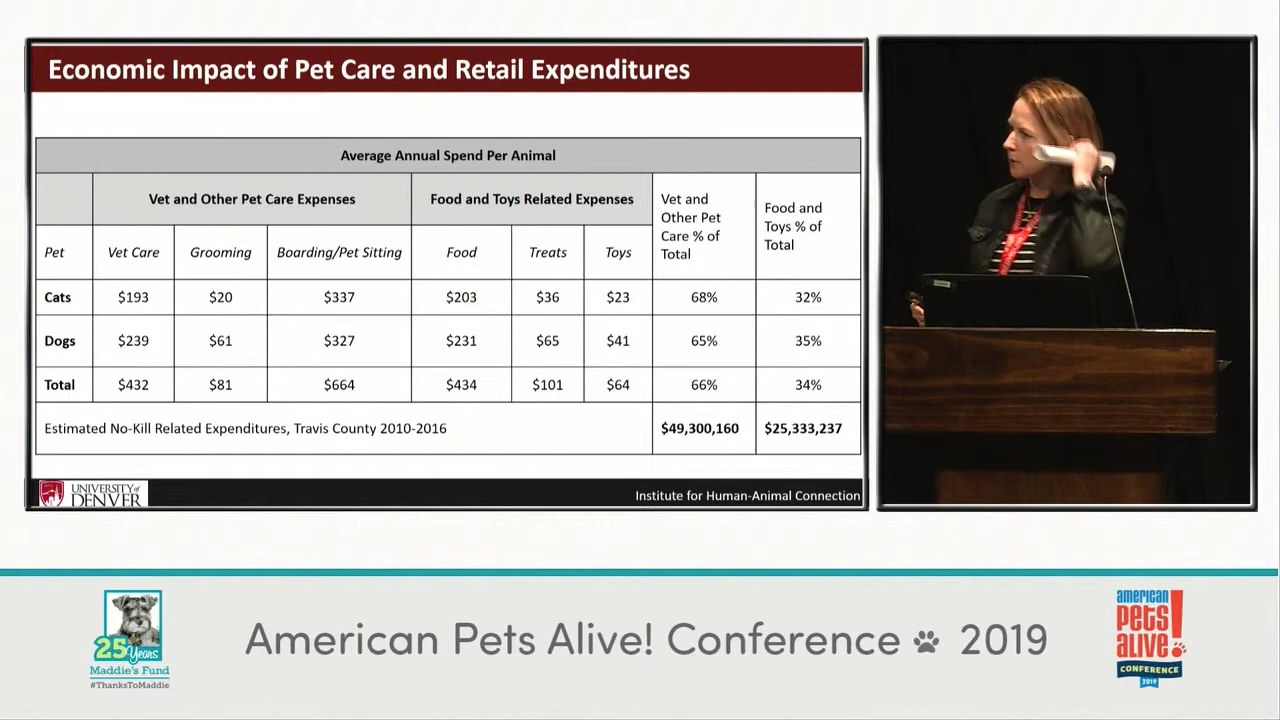 Economic Impact of Pet Care and Retail Expenditures
Average Annual Spend Per Animal
Vet and Other Pet Care Expenses Food and Toys Related Expenses
Vet and
Other Pet
Care % of
Total
Food and
Toys % of
Total
Pet Vet Care Grooming Boarding/Pet Sitting Food Treats Toys
Cats $193 $20 $337 $203 $36 $23 68% 32%
Dogs $239 $61 $327 $231 $65 $41 65% 35%
Total $432 $81 $664 $434 $101 $64 66% 34%
Estimated No-Kill Related Expenditures, Travis County 2010-2016 $49,300,160 $25,333,237
UNIVERSITY of
DENVER
Institute for Human-Animal Connection
25 Years
Maddie's Fund
#ThanksToMaddie
American Pets Alive! Conference 2019
american
pets
alive!
CONFERENCE
2019